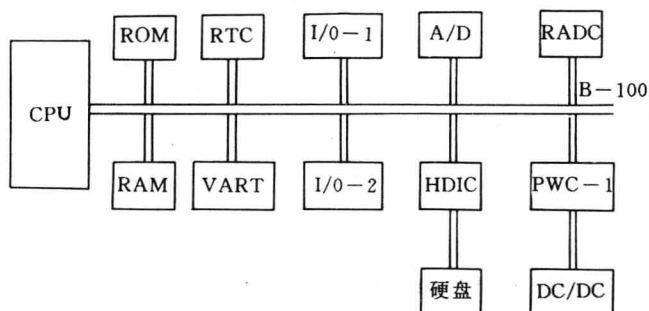 ROM
RTC
I/0-1
A/D
RADC
CPU
B-100
RAM
VART
I/0-2
HDIC
PWC-1
硬盘
DC/DC